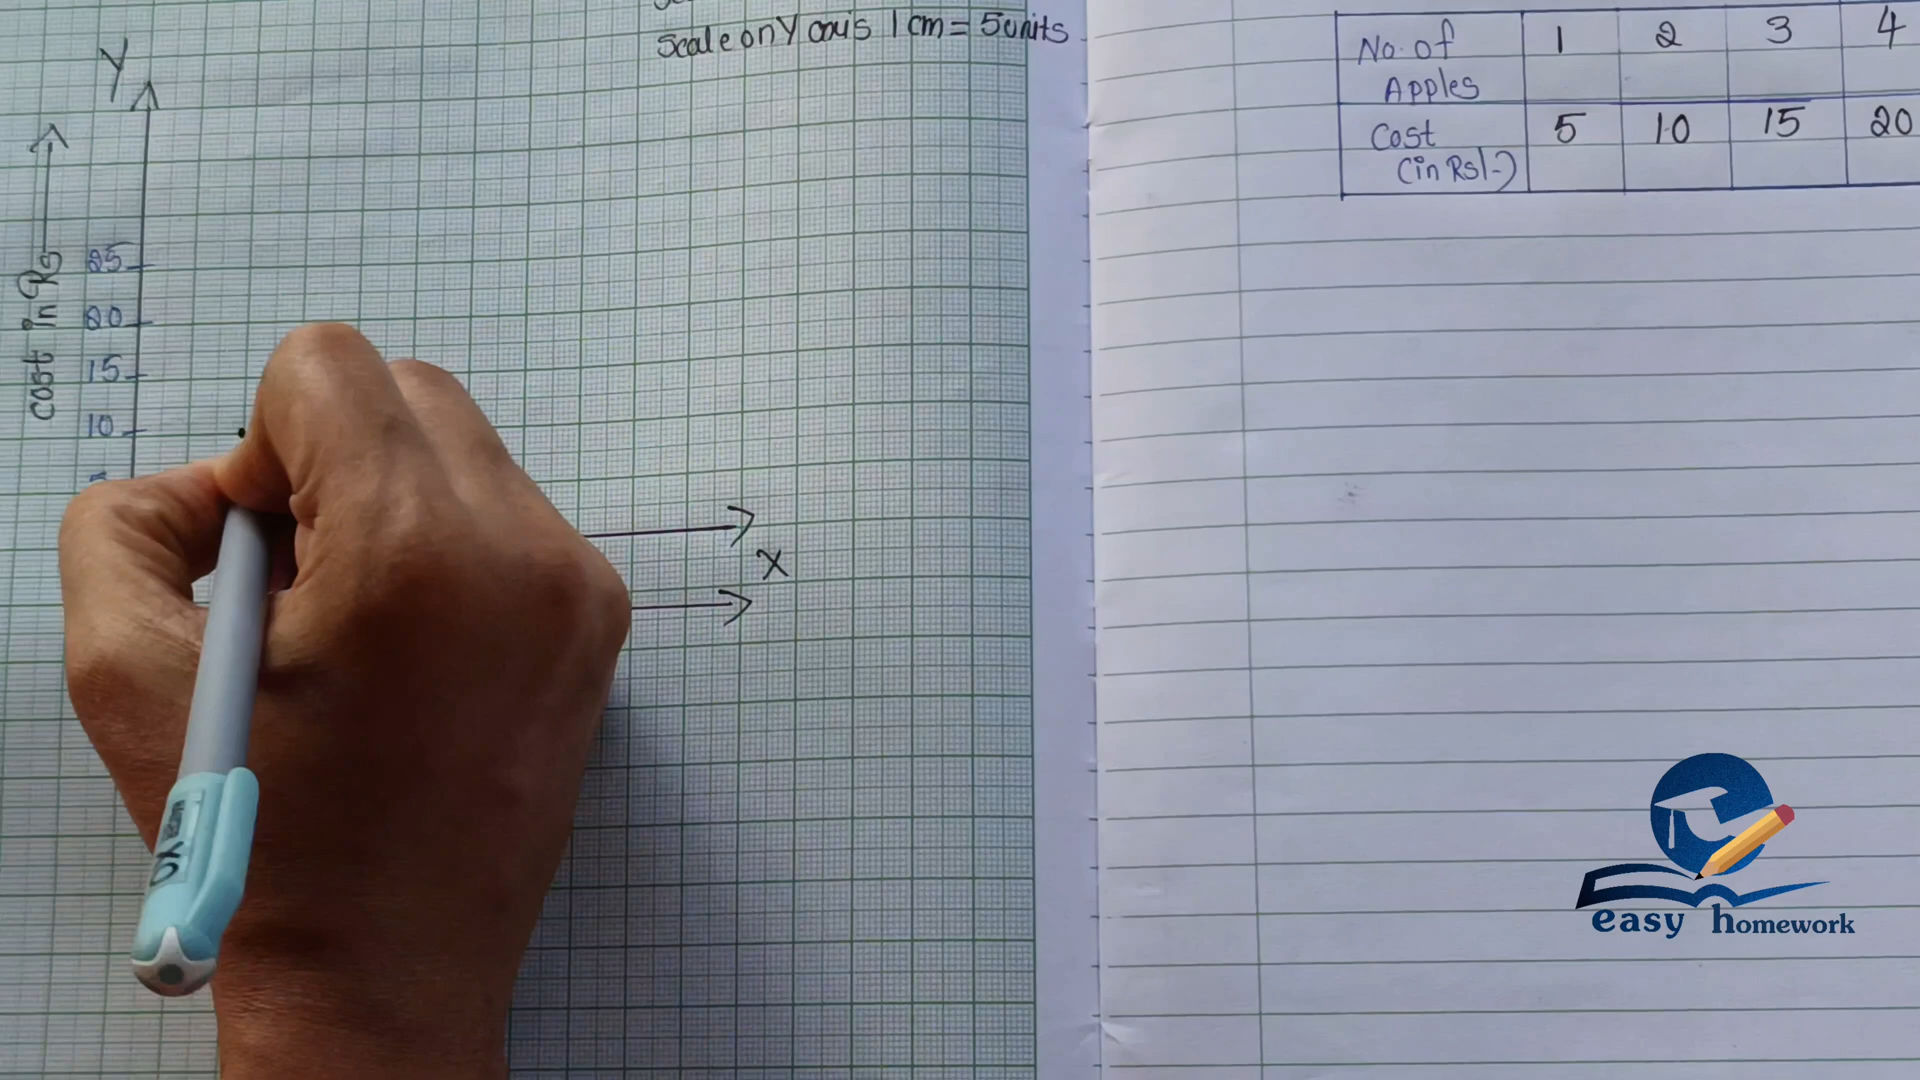 Scale on Y axis 1 cm = 5 units
Y
Cost in Rs
25
20
15
10
5
X
No. of Apples 1 2 3 4
Cost (in Rs/-) 5 10 15 20
easy homework